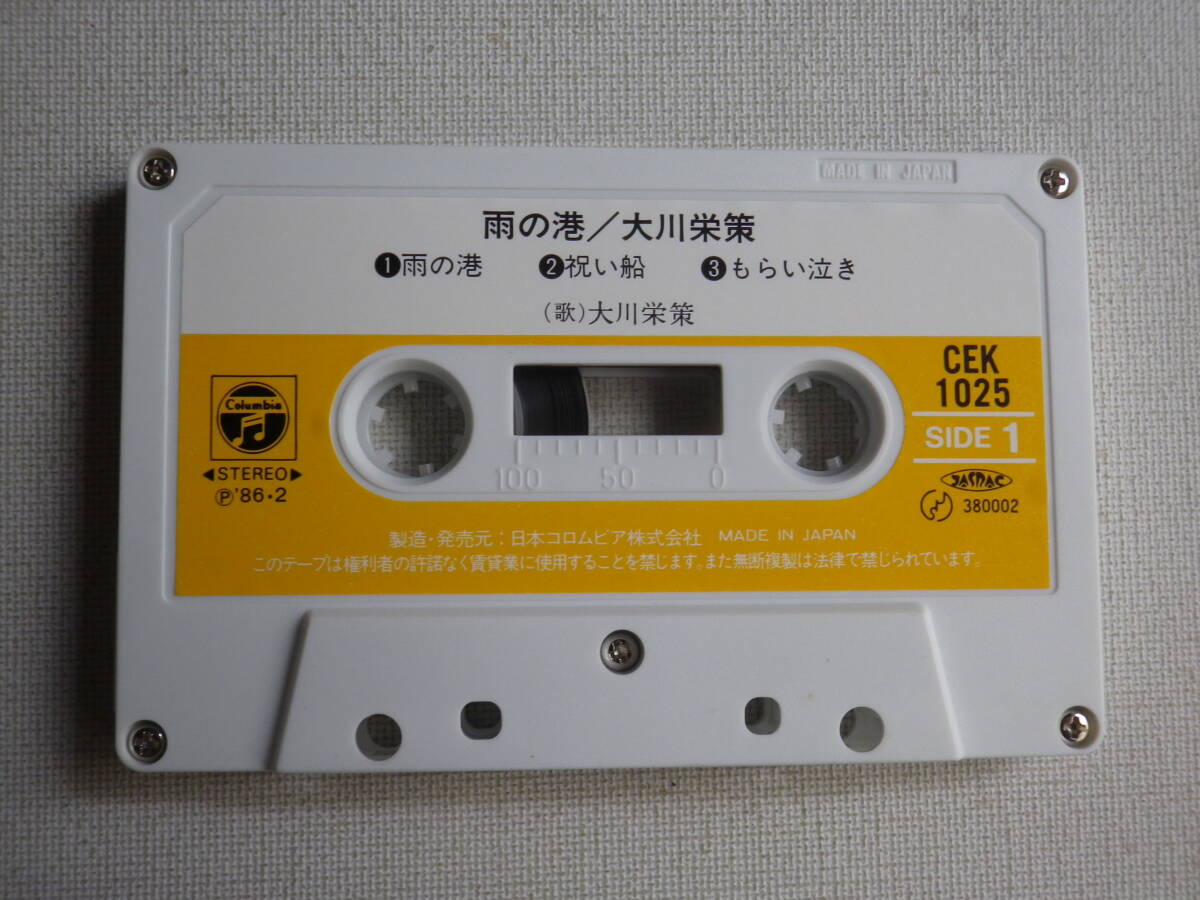 MADE IN JAPAN
雨の港／大川栄策
❶雨の港 ❷祝い船 ❸もらい泣き
（歌）大川栄策
Columbia
◀STEREO▶
Ⓟ'86・2
100 50 0
CEK
1025
SIDE 1
JASRAC
380002
製造・発売元：日本コロムビア株式会社 MADE IN JAPAN
このテープは権利者の許諾なく賃貸業に使用することを禁じます。また無断複製は法律で禁じられています。